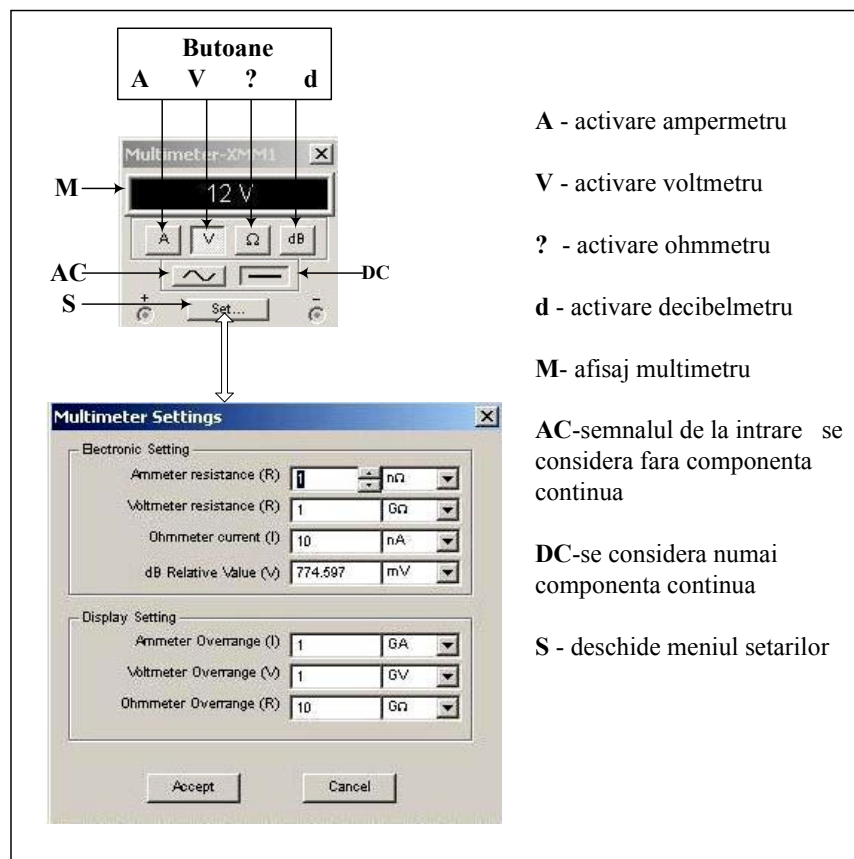 Butoane
A V ? d
Multimeter-XMM1
M
12 V
A V Ω dB
AC
DC
S
+
Set...
–
Multimeter Settings
Electronic Setting
Ammeter resistance (R) 1 nΩ
Voltmeter resistance (R) 1 GΩ
Ohmmeter current (I) 10 nA
dB Relative Value (V) 774.597 mV
Display Setting
Ammeter Overrange (I) 1 GA
Voltmeter Overrange (V) 1 GV
Ohmmeter Overrange (R) 10 GΩ
Accept Cancel
A - activare ampermetru
V - activare voltmetru
? - activare ohmmetru
d - activare decibelmetru
M- afisaj multimetru
AC-semnalul de la intrare se
considera fara componenta
continua
DC-se considera numai
componenta continua
S - deschide meniul setarilor